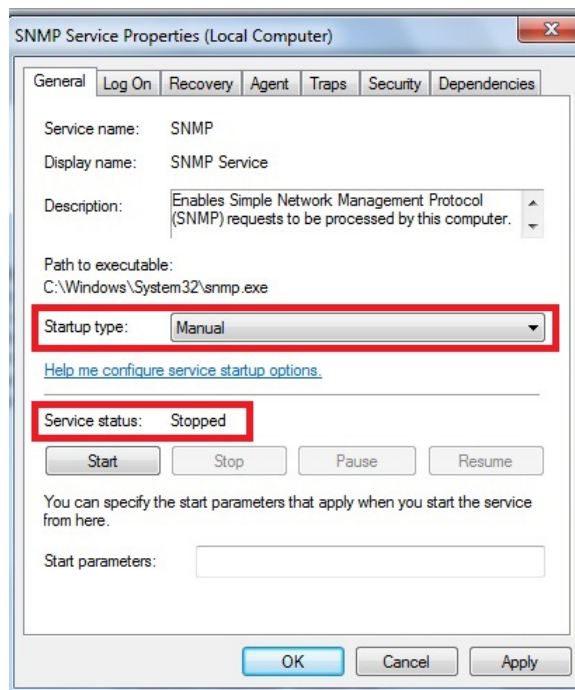 SNMP Service Properties (Local Computer)
General Log On Recovery Agent Traps Security Dependencies
Service name: SNMP
Display name: SNMP Service
Description: Enables Simple Network Management Protocol
(SNMP) requests to be processed by this computer.
Path to executable:
C:\Windows\System32\snmp.exe
Startup type: Manual
Help me configure service startup options.
Service status: Stopped
Start Stop Pause Resume
You can specify the start parameters that apply when you start the service
from here.
Start parameters:
OK Cancel Apply